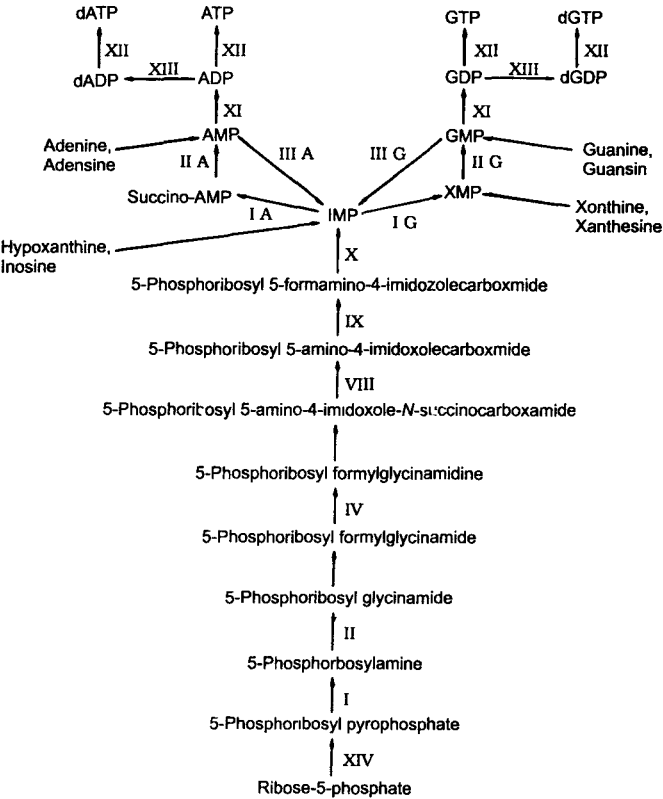 dATP ATP GTP dGTP
XII XII XII XII
dADP XIII ADP GDP XIII dGDP
XI XI
Adenine, AMP III A III G GMP Guanine,
Adensine II A II G Guansin
Succino-AMP I A IMP I G XMP Xonthine,
Xanthesine
Hypoxanthine,
Inosine
X
5-Phosphoribosyl 5-formamino-4-imidozolecarboxmide
IX
5-Phosphoribosyl 5-amino-4-imidoxolecarboxmide
VIII
5-Phosphoribosyl 5-amino-4-imidoxole-N-succinocarboxamide
5-Phosphoribosyl formylglycinamidine
IV
5-Phosphoribosyl formylglycinamide
5-Phosphoribosyl glycinamide
II
5-Phosphorbosylamine
I
5-Phosphoribosyl pyrophosphate
XIV
Ribose-5-phosphate